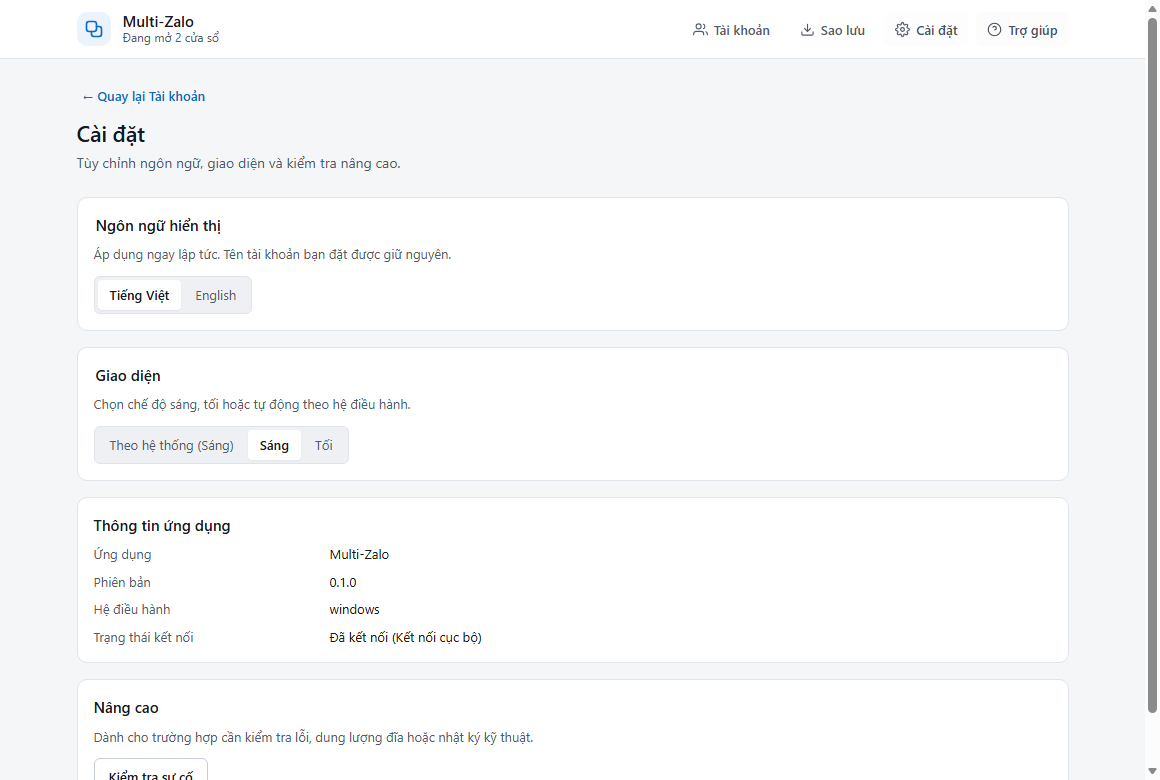 Multi-Zalo
Đang mở 2 cửa sổ
Tài khoản
Sao lưu
Cài đặt
Trợ giúp
← Quay lại Tài khoản
Cài đặt
Tùy chỉnh ngôn ngữ, giao diện và kiểm tra nâng cao.
Ngôn ngữ hiển thị
Áp dụng ngay lập tức. Tên tài khoản bạn đặt được giữ nguyên.
Tiếng Việt English
Giao diện
Chọn chế độ sáng, tối hoặc tự động theo hệ điều hành.
Theo hệ thống (Sáng) Sáng Tối
Thông tin ứng dụng
Ứng dụng Multi-Zalo
Phiên bản 0.1.0
Hệ điều hành windows
Trạng thái kết nối Đã kết nối (Kết nối cục bộ)
Nâng cao
Dành cho trường hợp cần kiểm tra lỗi, dung lượng đĩa hoặc nhật ký kỹ thuật.
Kiểm tra sự cố